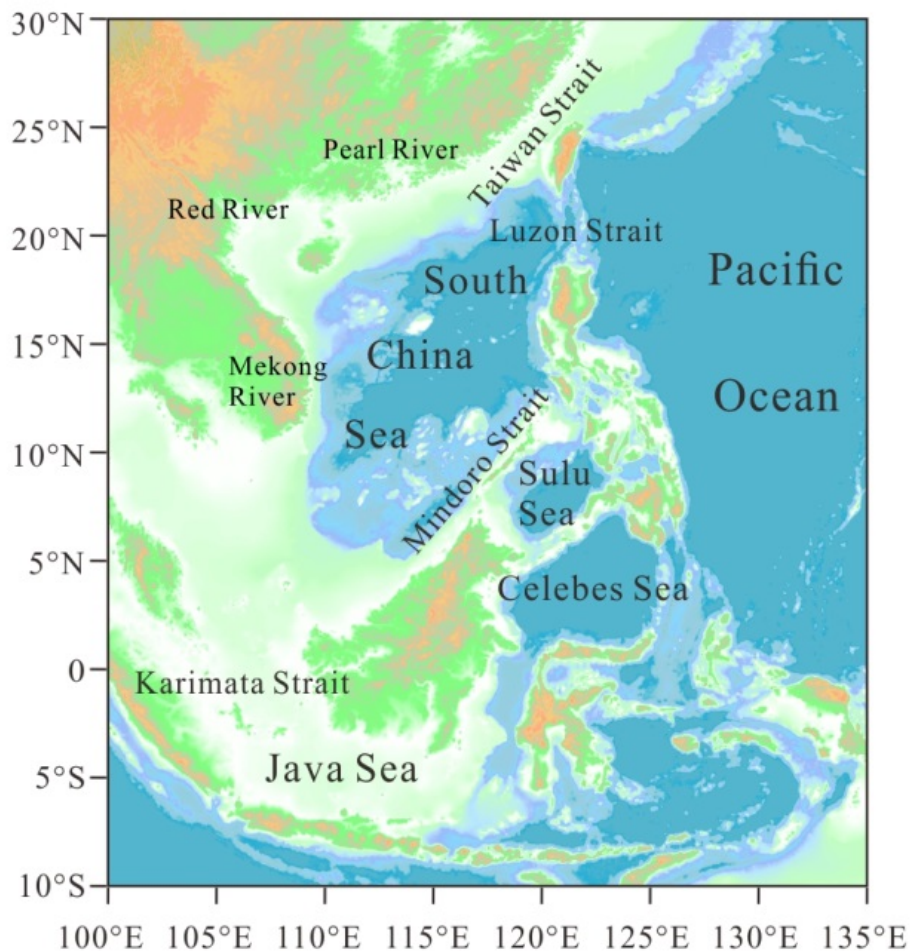 30°N
25°N
20°N
15°N
10°N
5°N
0
5°S
10°S
Taiwan Strait
Pearl River
Red River
Luzon Strait
South
China
Sea
Pacific
Ocean
Mekong
River
Mindoro Strait
Sulu
Sea
Celebes Sea
Karimata Strait
Java Sea
100°E 105°E 110°E 115°E 120°E 125°E 130°E 135°E